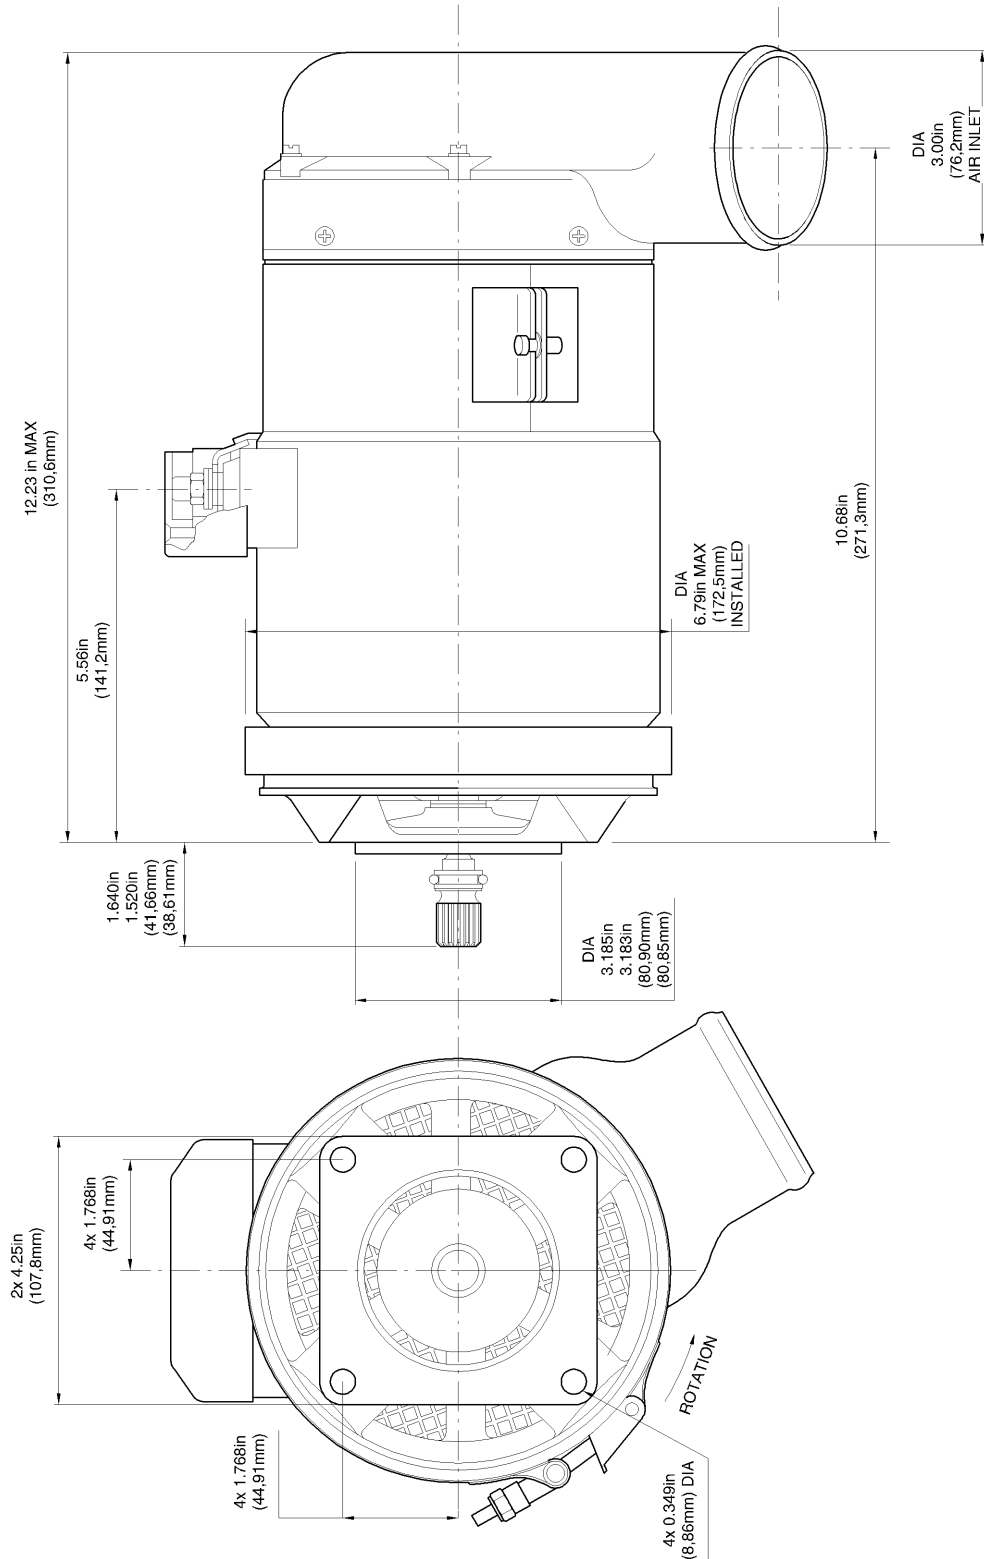 DIA
3.00in
(76,2mm)
AIR INLET
12.23 in MAX
(310,6mm)
10.68in
(271,3mm)
DIA
6.79in MAX
(172,5mm)
INSTALLED
5.56in
(141,2mm)
1.640in
1.520in
(41,66mm)
(38,61mm)
DIA
3.185in
3.183in
(80,90mm)
(80,85mm)
4x 1.768in
(44,91mm)
2x 4.25in
(107,8mm)
ROTATION
4x 1.768in
(44,91mm)
4x 0.349in
(8,86mm) DIA